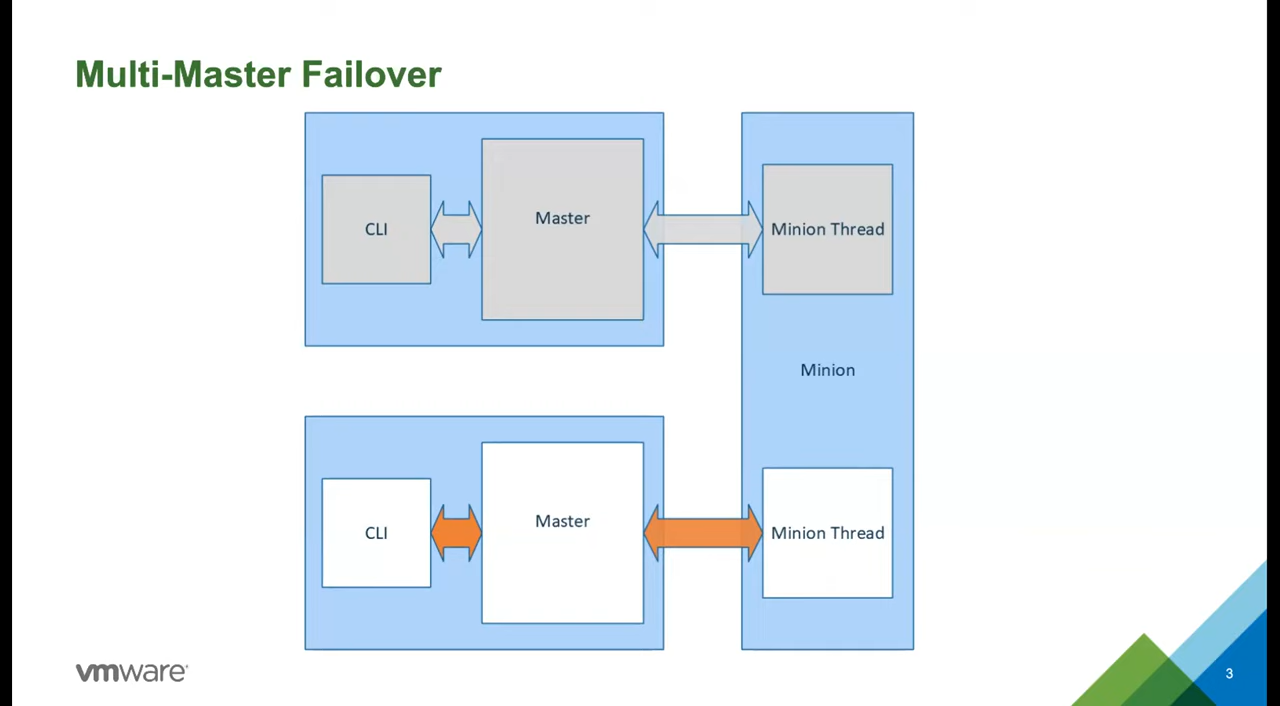 Multi-Master Failover
CLI
Master
Minion Thread
Minion
CLI
Master
Minion Thread
vmware
3